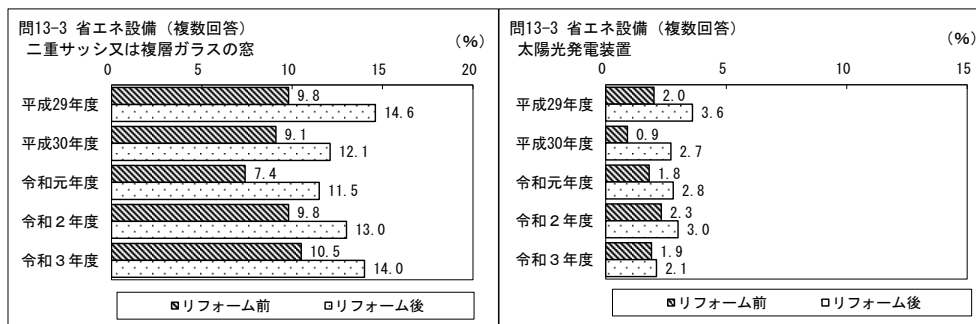 問13-3 省エネ設備（複数回答）
二重サッシ又は複層ガラスの窓
(%)
0 5 10 15 20
平成29年度 9.8 14.6
平成30年度 9.1 12.1
令和元年度 7.4 11.5
令和２年度 9.8 13.0
令和３年度 10.5 14.0
リフォーム前 リフォーム後
問13-3 省エネ設備（複数回答）
太陽光発電装置
(%)
0 5 10 15
平成29年度 2.0 3.6
平成30年度 0.9 2.7
令和元年度 1.8 2.8
令和２年度 2.3 3.0
令和３年度 1.9 2.1
リフォーム前 リフォーム後